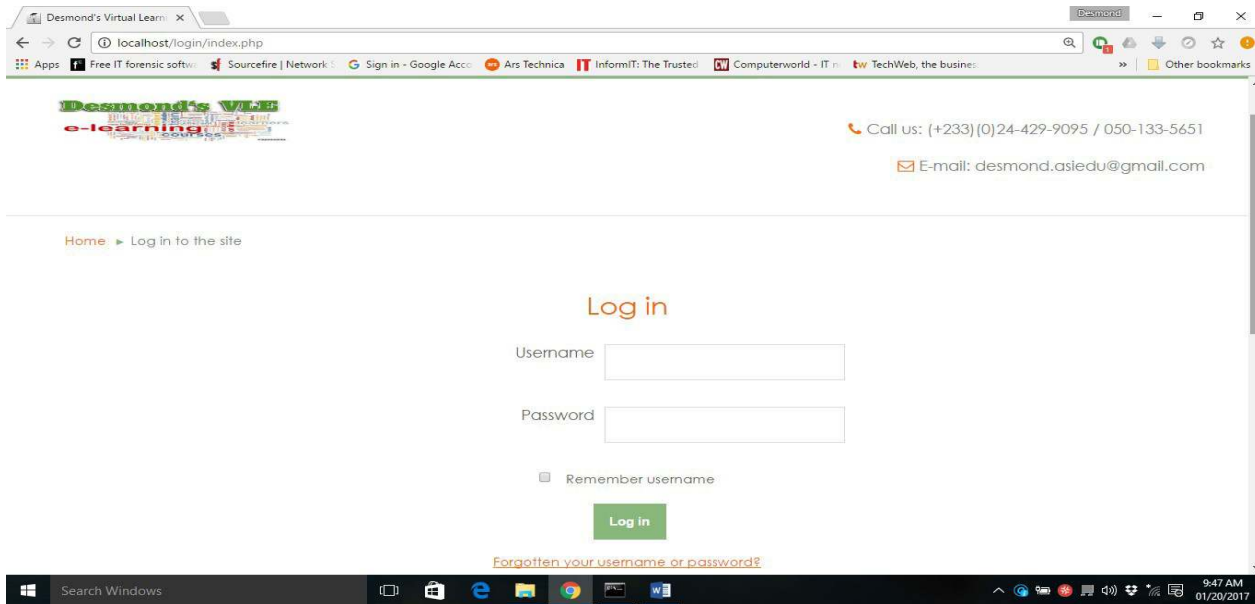 Desmond's Virtual Learn
Desmond
localhost/login/index.php
Apps Free IT forensic softw Sourcefire | Network Sign in - Google Acco Ars Technica InformIT: The Trusted Computerworld - IT n TechWeb, the busines » Other bookmarks
Desmond's VLE
e-learning
courses
Call us: (+233)(0)24-429-9095 / 050-133-5651
E-mail: desmond.asiedu@gmail.com
Home ► Log in to the site
Log in
Username
Password
Remember username
Log in
Forgotten your username or password?
Search Windows
9:47 AM
01/20/2017